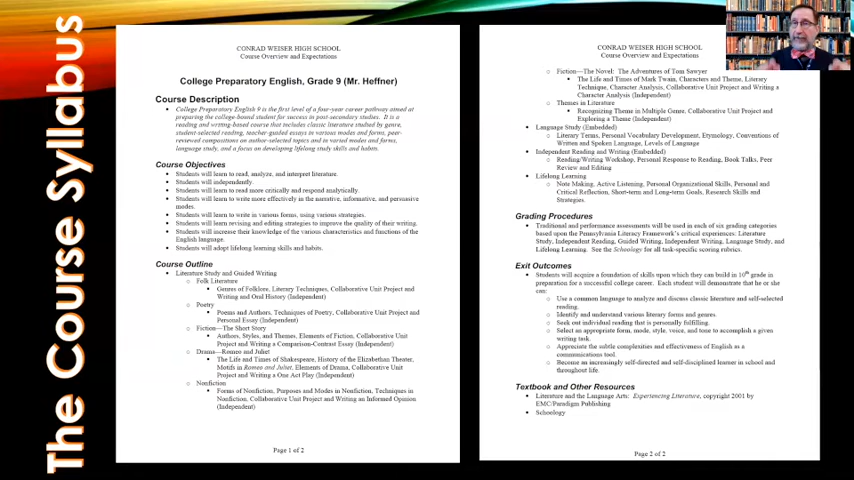 The Course Syllabus
CONRAD WEISER HIGH SCHOOL
Course Overview and Expectations
College Preparatory English, Grade 9 (Mr. Heffner)
Course Description
• College Preparatory English 9 is the first level of a four-year career pathway aimed at
preparing the college-bound student for success in post-secondary studies. It is a
reading and writing-based course that includes classic literature studied by genre,
student-selected reading, teacher-guided essays in various modes and forms, peer-
reviewed compositions on author-selected topics and in varied modes and forms,
language study, and a focus on developing lifelong study skills and habits.
Course Objectives
• Students will learn to read, analyze, and interpret literature.
• Students will independently.
• Students will learn to read more critically and respond analytically.
• Students will learn to write more effectively in the narrative, informative, and persuasive
modes.
• Students will learn to write in various forms, using various strategies.
• Students will learn revising and editing strategies to improve the quality of their writing.
• Students will increase their knowledge of the various characteristics and functions of the
English language.
• Students will adopt lifelong learning skills and habits.
Course Outline
• Literature Study and Guided Writing
o Folk Literature
▪ Genres of Folklore, Literary Techniques, Collaborative Unit Project and
Writing and Oral History (Independent)
o Poetry
▪ Poems and Authors, Techniques of Poetry, Collaborative Unit Project and
Personal Essay (Independent)
o Fiction—The Short Story
▪ Authors, Styles, and Themes, Elements of Fiction, Collaborative Unit
Project and Writing a Comparison-Contrast Essay (Independent)
o Drama—Romeo and Juliet
▪ The Life and Times of Shakespeare, History of the Elizabethan Theater,
Motifs in Romeo and Juliet, Elements of Drama, Collaborative Unit
Project and Writing a One Act Play (Independent)
o Nonfiction
▪ Forms of Nonfiction, Purposes and Modes in Nonfiction, Techniques in
Nonfiction, Collaborative Unit Project and Writing an Informed Opinion
(Independent)
Page 1 of 2
CONRAD WEISER HIGH SCHOOL
Course Overview and Expectations
o Fiction—The Novel: The Adventures of Tom Sawyer
▪ The Life and Times of Mark Twain, Characters and Theme, Literary
Technique, Character Analysis, Collaborative Unit Project and Writing a
Character Analysis (Independent)
o Themes in Literature
▪ Recognizing Theme in Multiple Genre. Collaborative Unit Project and
Exploring a Theme (Independent)
• Language Study (Embedded)
o Literary Terms, Personal Vocabulary Development, Etymology, Conventions of
Written and Spoken Language, Levels of Language
• Independent Reading and Writing (Embedded)
o Reading/Writing Workshop, Personal Response to Reading, Book Talks, Peer
Review and Editing
• Lifelong Learning
o Note Making, Active Listening, Personal Organizational Skills, Personal and
Critical Reflection, Short-term and Long-term Goals, Research Skills and
Strategies.
Grading Procedures
• Traditional and performance assessments will be used in each of six grading categories
based upon the Pennsylvania Literacy Framework's critical experiences: Literature
Study, Independent Reading, Guided Writing, Independent Writing, Language Study, and
Lifelong Learning. See the Schoology for all task-specific scoring rubrics.
Exit Outcomes
• Students will acquire a foundation of skills upon which they can build in 10th grade in
preparation for a successful college career. Each student will demonstrate that he or she
can:
o Use a common language to analyze and discuss classic literature and self-selected
reading.
o Identify and understand various literary forms and genres.
o Seek out individual reading that is personally fulfilling.
o Select an appropriate form, mode, style, voice, and tone to accomplish a given
writing task.
o Appreciate the subtle complexities and effectiveness of English as a
communications tool.
o Become an increasingly self-directed and self-disciplined learner in school and
throughout life.
Textbook and Other Resources
• Literature and the Language Arts: Experiencing Literature, copyright 2001 by
EMC/Paradigm Publishing
• Schoology
Page 2 of 2